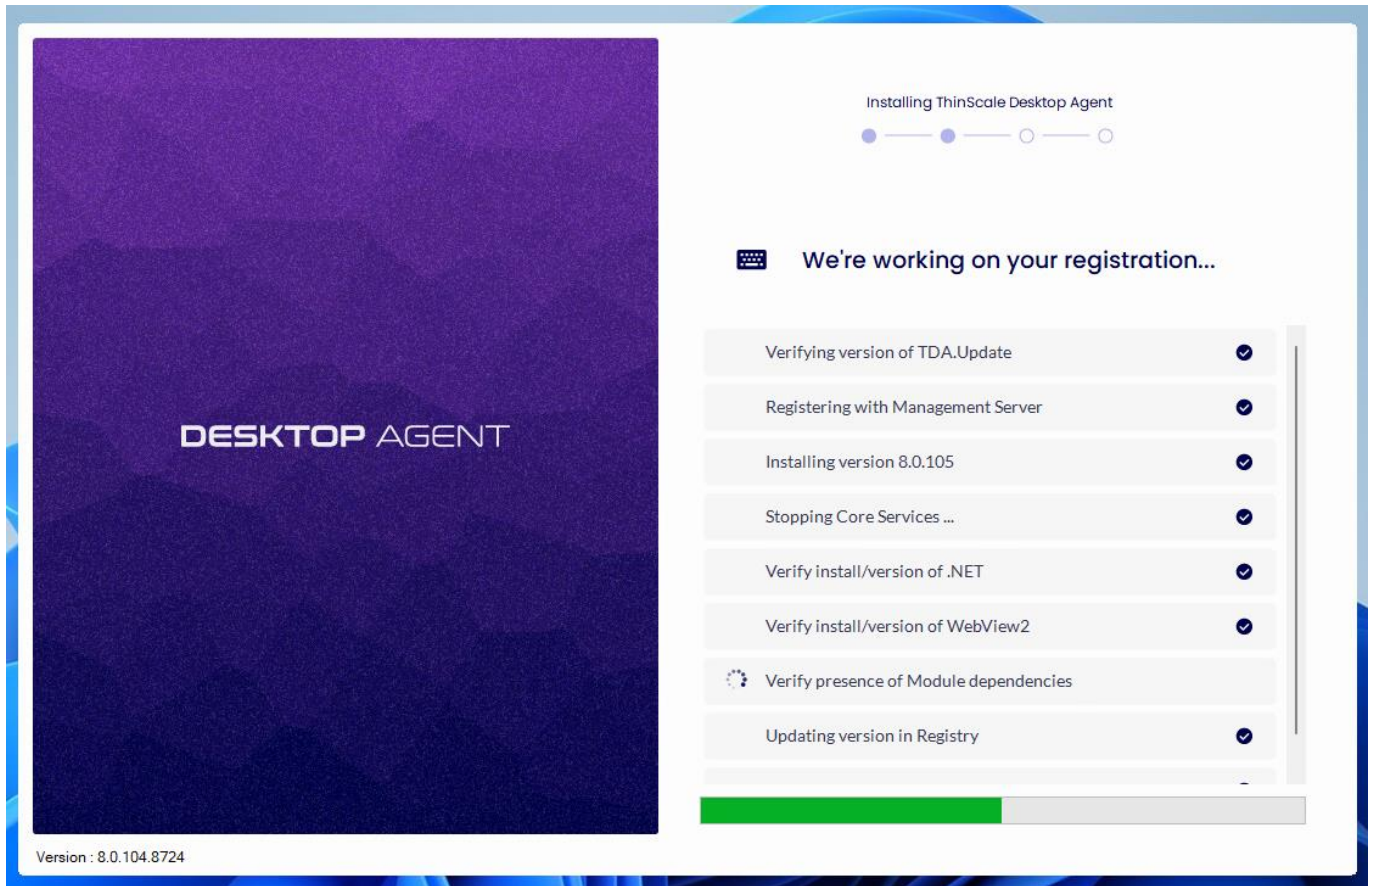 Installing ThinScale Desktop Agent
We're working on your registration...
Verifying version of TDA.Update
Registering with Management Server
Installing version 8.0.105
Stopping Core Services ...
Verify install/version of .NET
Verify install/version of WebView2
Verify presence of Module dependencies
Updating version in Registry
DESKTOP AGENT
Version : 8.0.104.8724